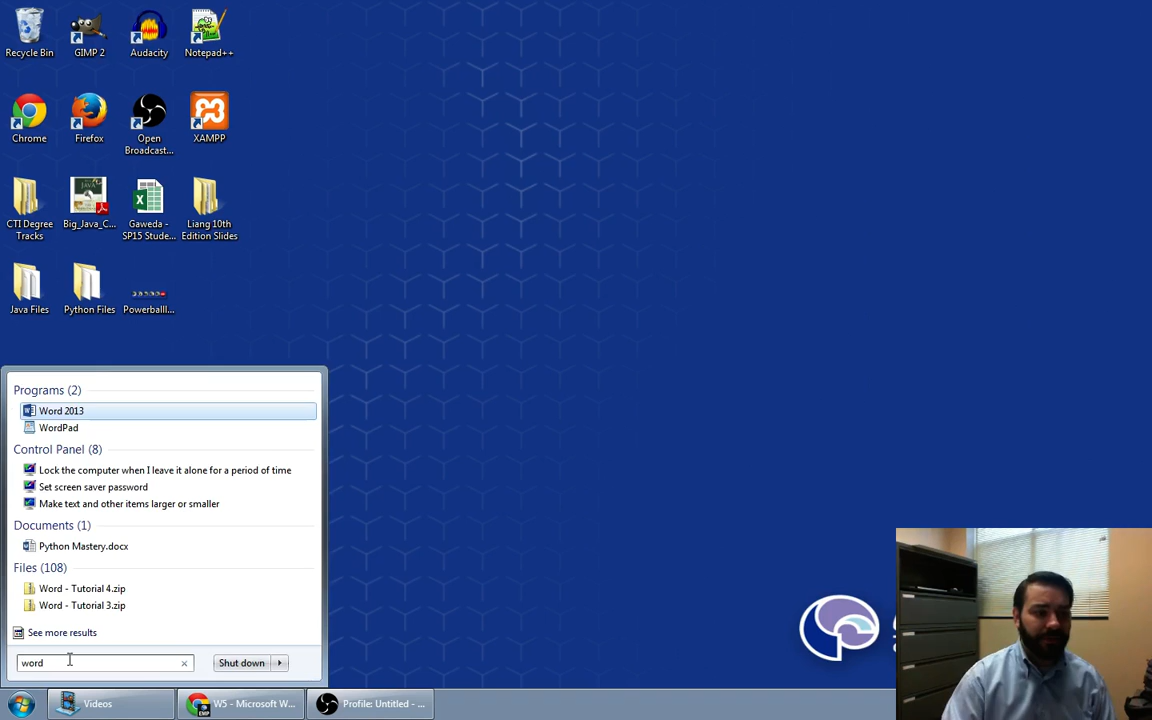 Recycle Bin
GIMP 2
Audacity
Notepad++
Chrome
Firefox
Open
Broadcast...
XAMPP
CTI Degree
Tracks
Big_Java_C...
Gaweda -
SP15 Stude...
Liang 10th
Edition Slides
Java Files
Python Files
Powerballl...
Programs (2)
Word 2013
WordPad
Control Panel (8)
Lock the computer when I leave it alone for a period of time
Set screen saver password
Make text and other items larger or smaller
Documents (1)
Python Mastery.docx
Files (108)
Word - Tutorial 4.zip
Word - Tutorial 3.zip
See more results
word
Shut down
Videos
W5 - Microsoft W...
Profile: Untitled - ...